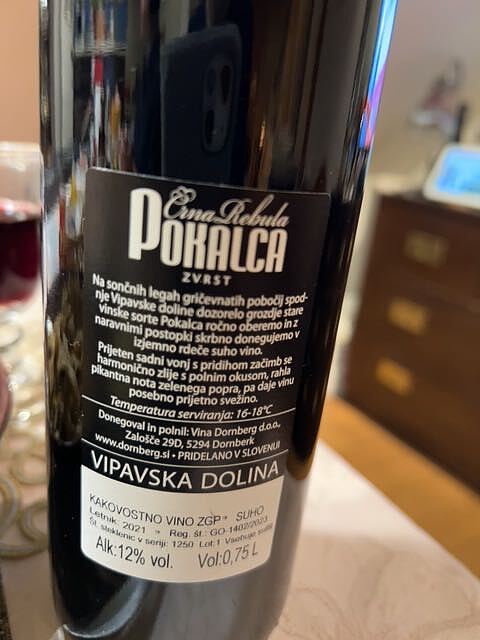 Črna Rebula
POKALCA
ZVRST
Na sončnih legah gričevnatih pobočij spod-
nje Vipavske doline dozorelo grozdje stare
vinske sorte Pokalca ročno oberemo in z
naravnimi postopki skrbno donegujemo v
izjemno rdeče suho vino.
Prijeten sadni vonj s pridihom začimb se
harmonično zlije s polnim okusom, rahla
pikantna nota zelenega popra, pa daje vinu
posebno prijetno svežino.
Temperatura serviranja: 16-18°C
Donegoval in polnil: Vina Dornberg d.o.o.,
Zalošče 29D, 5294 Dornberk
www.dornberg.si • PRIDELANO V SLOVENIJI
VIPAVSKA DOLINA
KAKOVOSTNO VINO ZGP SUHO
Letnik: 2021 Reg. št.: GO-1402/2023
Št. steklenic v seriji: 1250 Lot:1 Vsebuje
Alk:12% vol. Vol:0,75 L